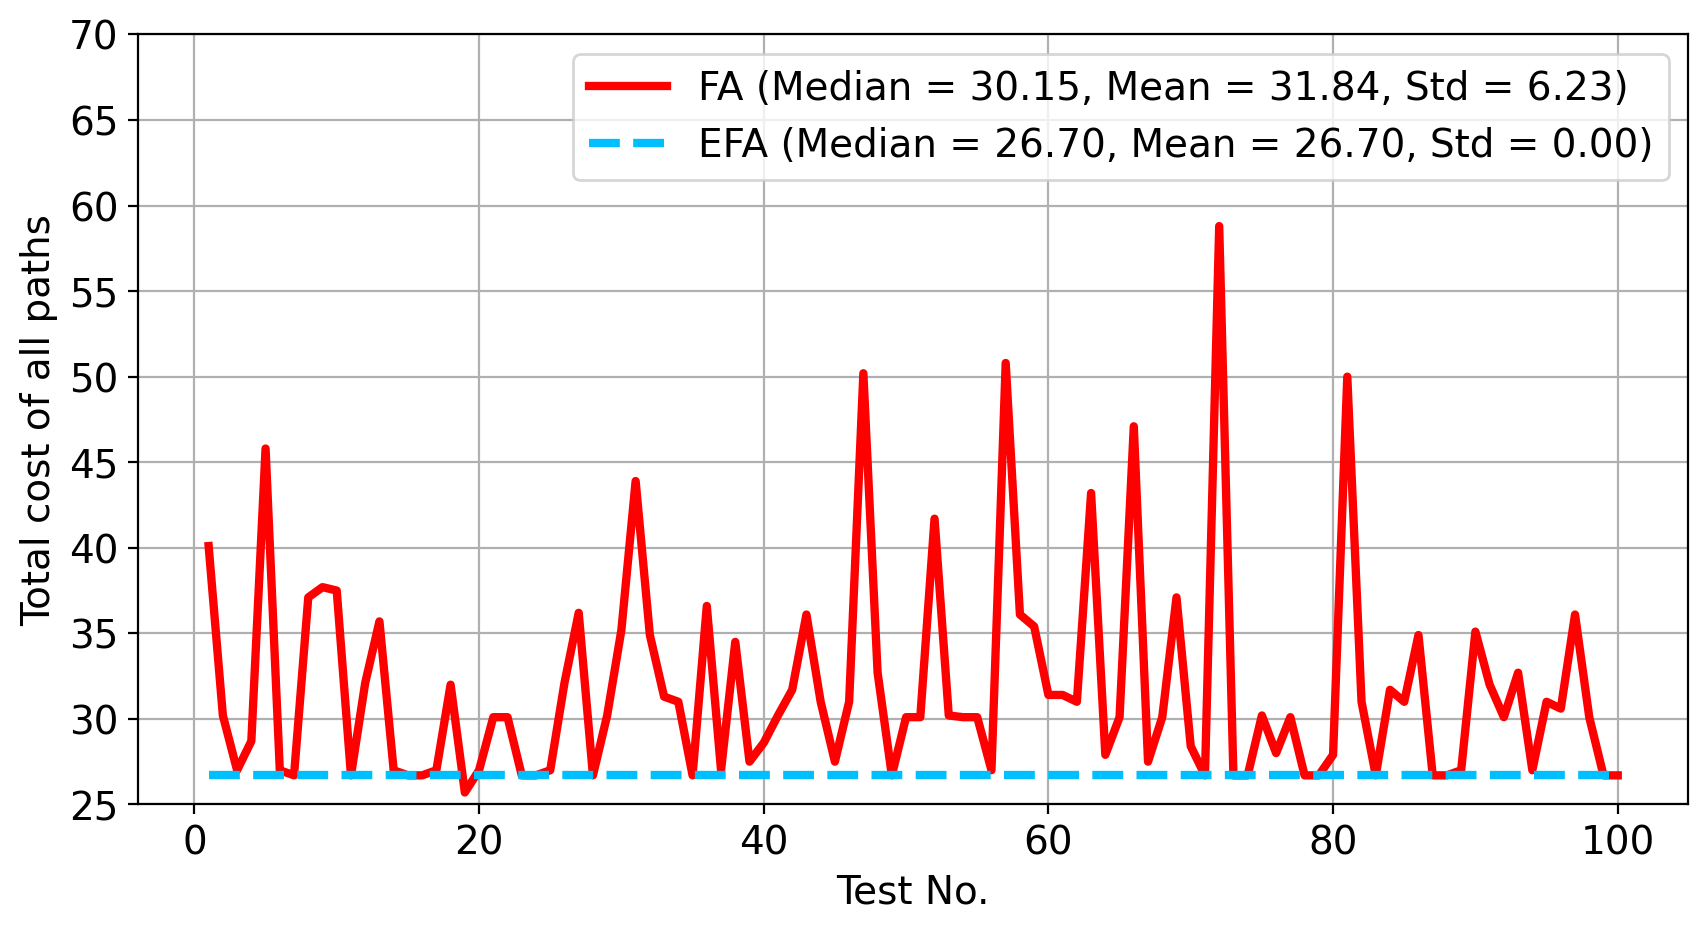 FA (Median = 30.15, Mean = 31.84, Std = 6.23)
EFA (Median = 26.70, Mean = 26.70, Std = 0.00)
Total cost of all paths
70
65
60
55
50
45
40
35
30
25
0 20 40 60 80 100
Test No.